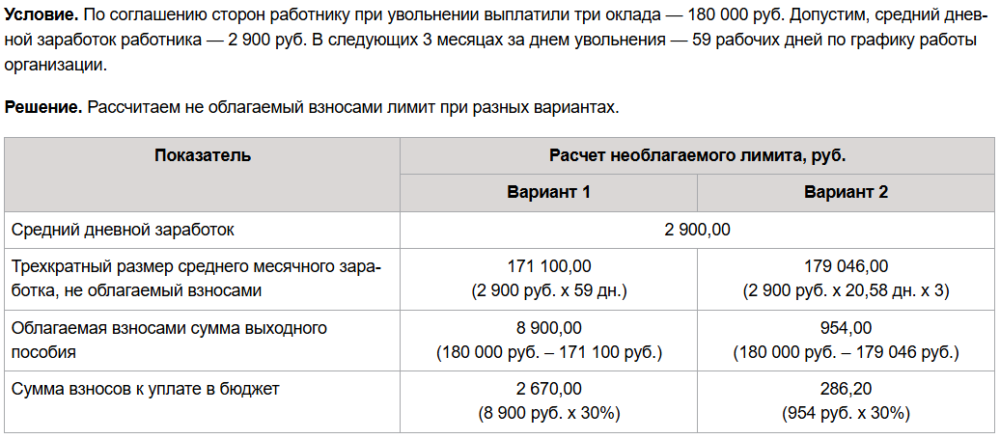 Условие. По соглашению сторон работнику при увольнении выплатили три оклада — 180 000 руб. Допустим, средний днев-
ной заработок работника — 2 900 руб. В следующих 3 месяцах за днем увольнения — 59 рабочих дней по графику работы
организации.
Решение. Рассчитаем не облагаемый взносами лимит при разных вариантах.
Показатель
Расчет необлагаемого лимита, руб.
Вариант 1
Вариант 2
Средний дневной заработок
2 900,00
Трехкратный размер среднего месячного зара-
ботка, не облагаемый взносами
171 100,00
(2 900 руб. х 59 дн.)
179 046,00
(2 900 руб. х 20,58 дн. х 3)
Облагаемая взносами сумма выходного
пособия
8 900,00
(180 000 руб. – 171 100 руб.)
954,00
(180 000 руб. – 179 046 руб.)
Сумма взносов к уплате в бюджет
2 670,00
(8 900 руб. х 30%)
286,20
(954 руб. х 30%)